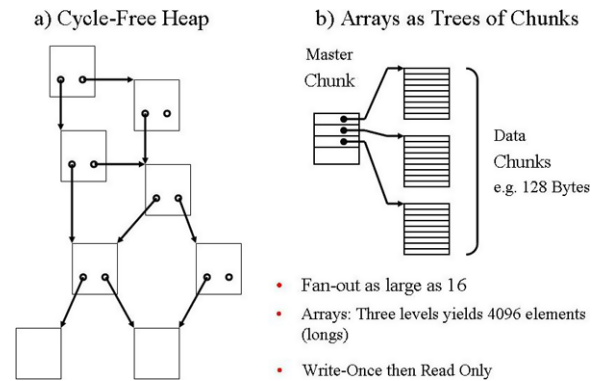 a) Cycle-Free Heap
b) Arrays as Trees of Chunks
Master
Chunk
Data
Chunks
e.g. 128 Bytes
• Fan-out as large as 16
• Arrays: Three levels yields 4096 elements
(longs)
• Write-Once then Read Only